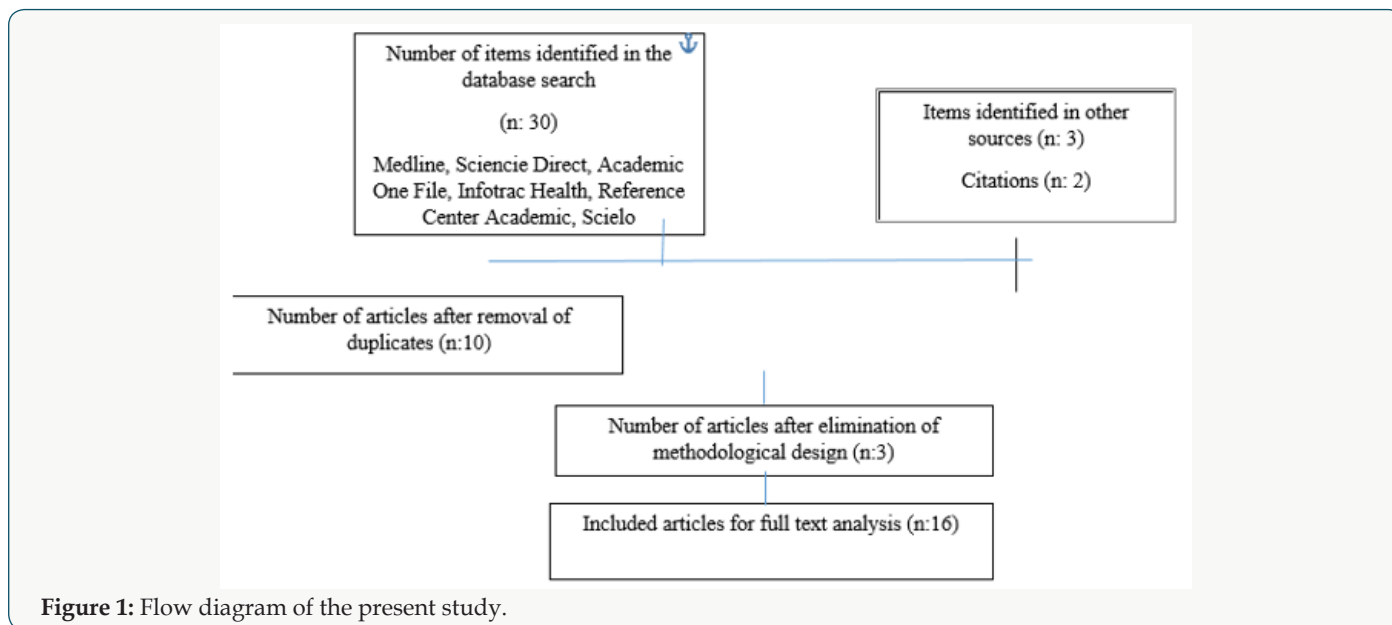 Number of items identified in the
database search
(n: 30)
Medline, Sciencie Direct, Academic
One File, Infotrac Health, Reference
Center Academic, Scielo
Items identified in other
sources (n: 3)
Citations (n: 2)
Number of articles after removal of
duplicates (n:10)
Number of articles after elimination of
methodological design (n:3)
Included articles for full text analysis (n:16)
Figure 1: Flow diagram of the present study.